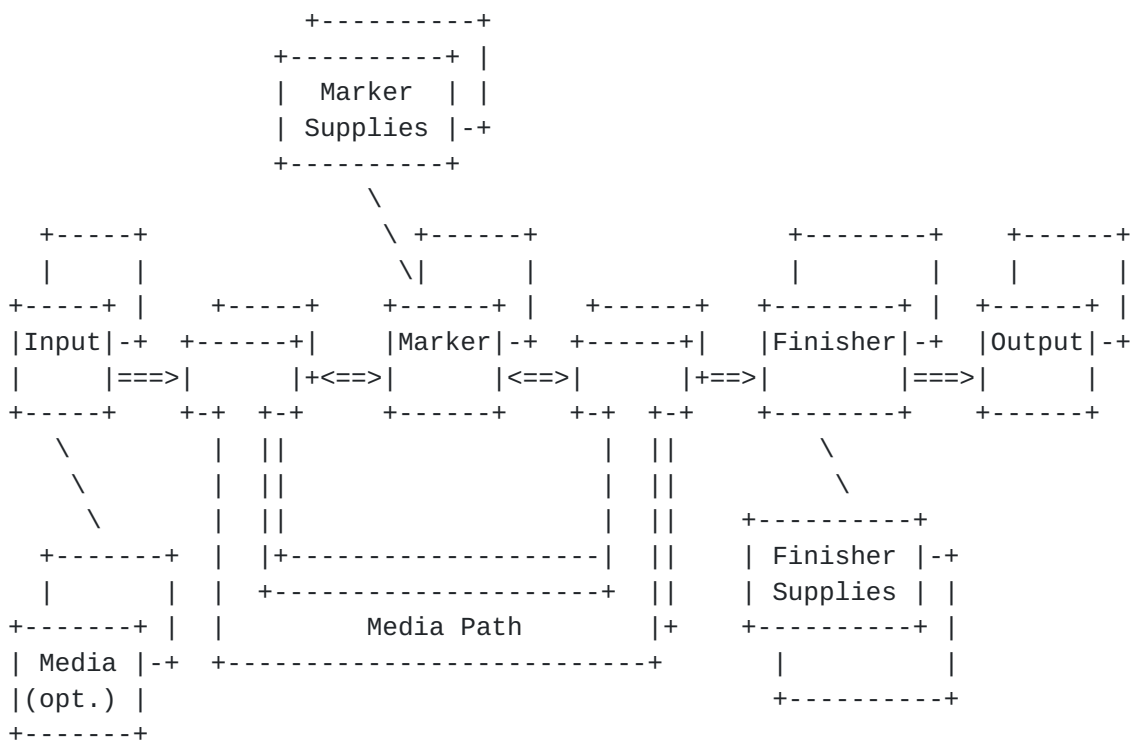 Marker
Supplies
Input Marker Finisher Output
Finisher
Supplies
Media Path
Media
(opt.)